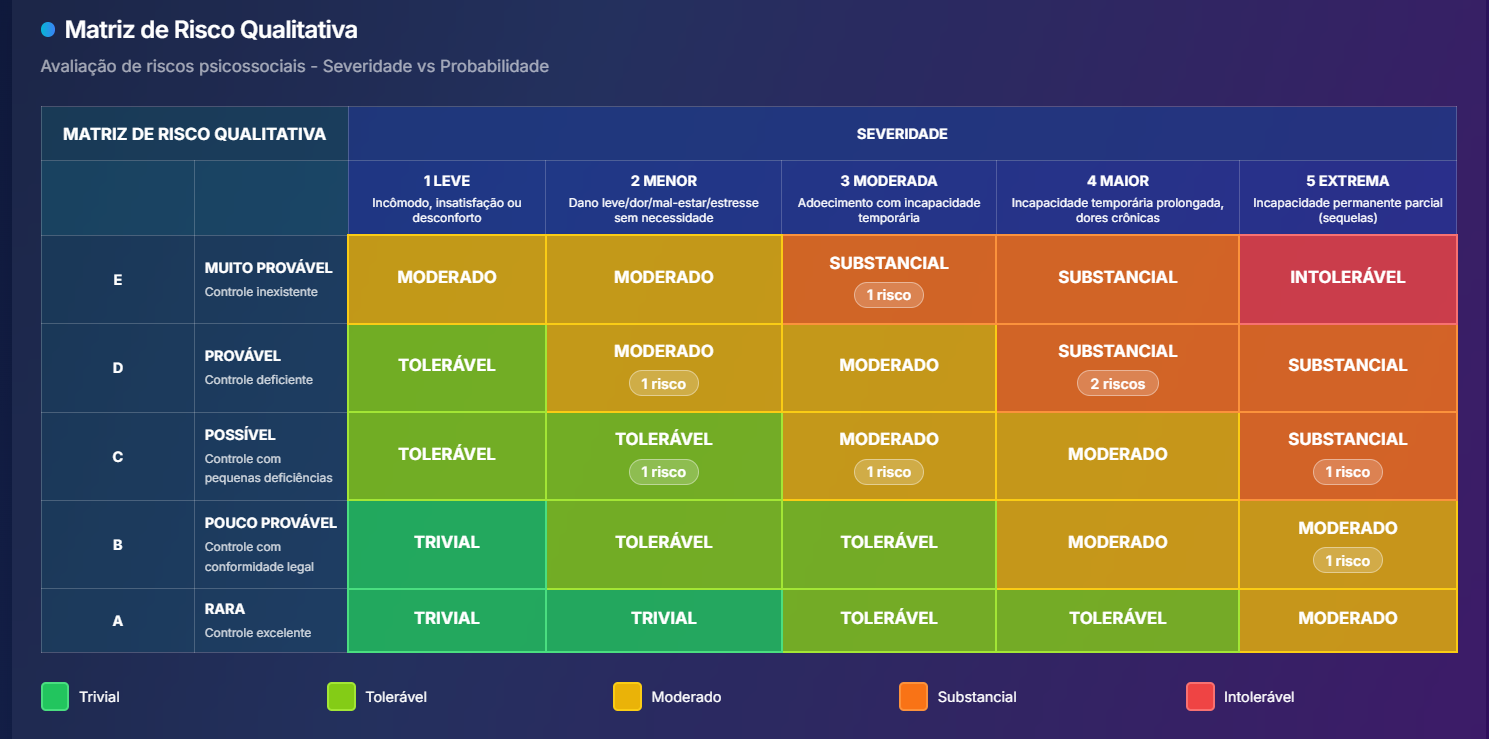 Matriz de Risco Qualitativa
Avaliação de riscos psicossociais - Severidade vs Probabilidade
MATRIZ DE RISCO QUALITATIVA
SEVERIDADE
1 LEVE
Incômodo, insatisfação ou
desconforto
2 MENOR
Dano leve/dor/mal-estar/estresse
sem necessidade
3 MODERADA
Adoecimento com incapacidade
temporária
4 MAIOR
Incapacidade temporária prolongada,
dores crônicas
5 EXTREMA
Incapacidade permanente parcial
(sequelas)
E
MUITO PROVÁVEL
Controle inexistente
MODERADO
MODERADO
SUBSTANCIAL
1 risco
SUBSTANCIAL
INTOLERÁVEL
D
PROVÁVEL
Controle deficiente
TOLERÁVEL
MODERADO
1 risco
MODERADO
SUBSTANCIAL
2 riscos
SUBSTANCIAL
C
POSSÍVEL
Controle com
pequenas deficiências
TOLERÁVEL
TOLERÁVEL
1 risco
MODERADO
1 risco
MODERADO
SUBSTANCIAL
1 risco
B
POUCO PROVÁVEL
Controle com
conformidade legal
TRIVIAL
TOLERÁVEL
TOLERÁVEL
MODERADO
MODERADO
1 risco
A
RARA
Controle excelente
TRIVIAL
TRIVIAL
TOLERÁVEL
TOLERÁVEL
MODERADO
Trivial
Tolerável
Moderado
Substancial
Intolerável